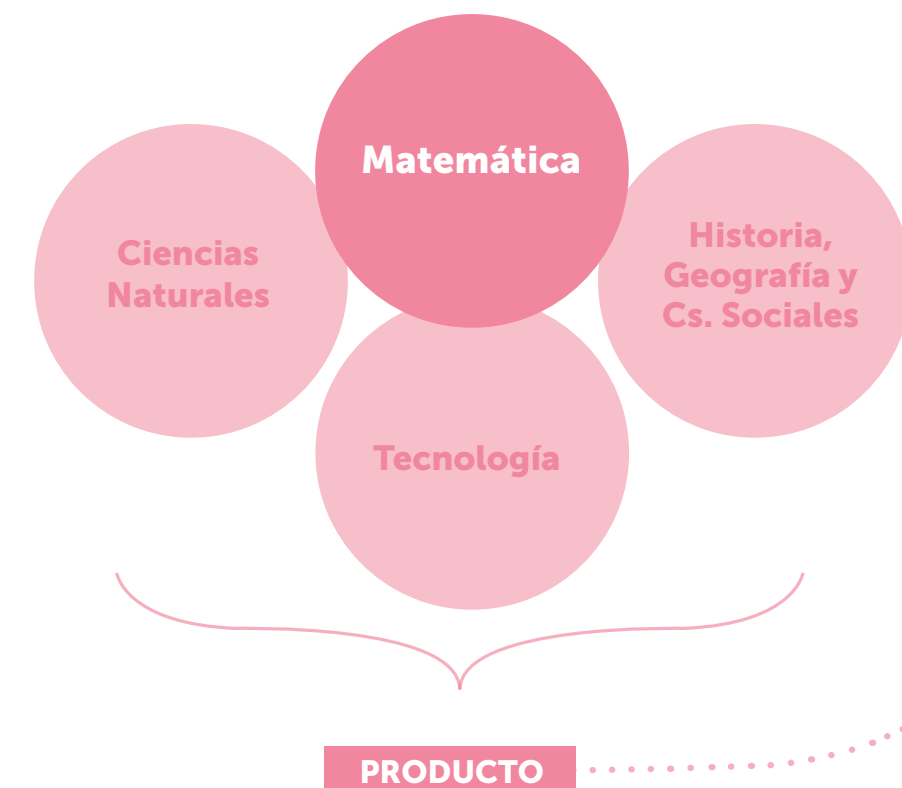 Matemática
Ciencias
Naturales
Historia,
Geografía y
Cs. Sociales
Tecnología
PRODUCTO